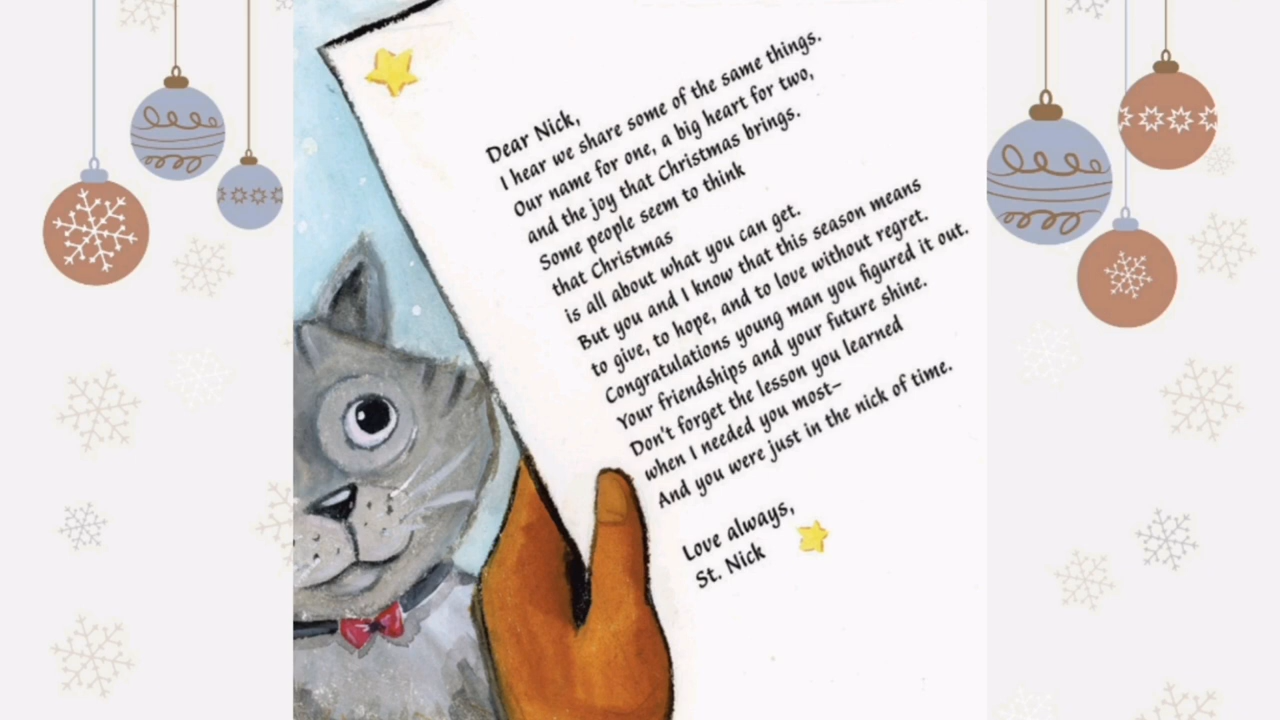 Dear Nick,
I hear we share some of the same things.
Our name for one, a big heart for two,
and the joy that Christmas brings.
Some people seem to think
that Christmas
is all about what you can get.
But you and I know that this season means
to give, to hope, and to love without regret.
Congratulations young man you figured it out.
Your friendships and your future shine.
Don't forget the lesson you learned
when I needed you most–
And you were just in the nick of time.
Love always,
St. Nick